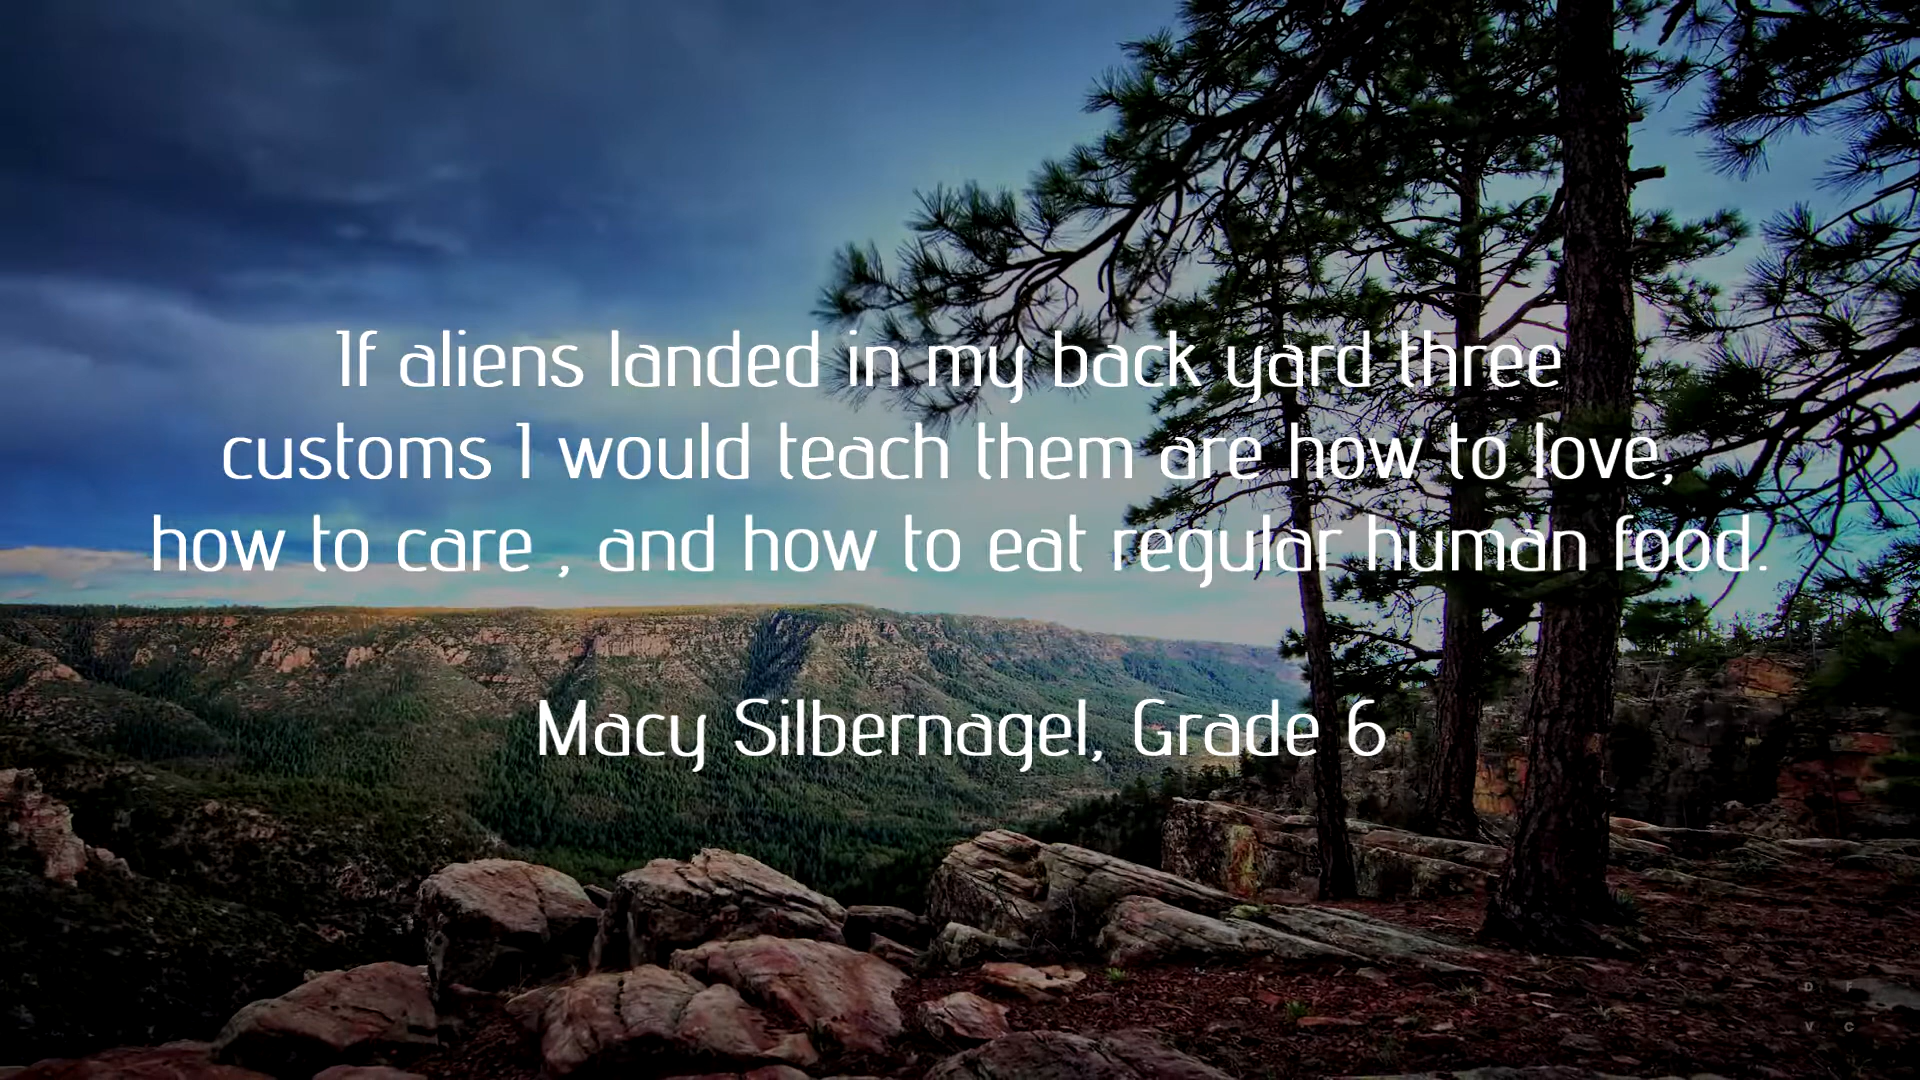 If aliens landed in my back yard three
customs I would teach them are how to love,
how to care , and how to eat regular human food.
Macy Silbernagel, Grade 6
D F
V C